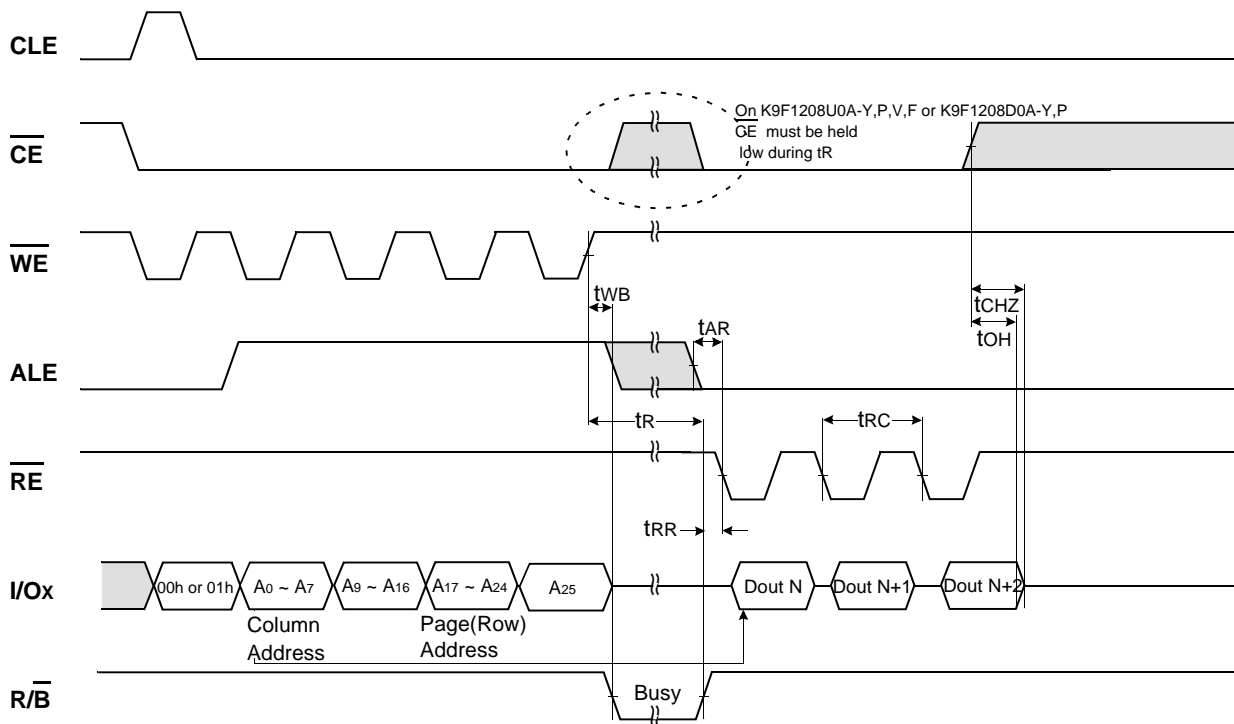 CLE
On K9F1208U0A-Y,P,V,F or K9F1208D0A-Y,P
CE must be held
low during tR
CE
WE
tWB
tCHZ
tAR
tOH
ALE
tR
tRC
RE
tRR
I/Ox
00h or 01h
A0 ~ A7
A9 ~ A16
A17 ~ A24
A25
Dout N
Dout N+1
Dout N+2
Column
Address
Page(Row)
Address
R/B
Busy